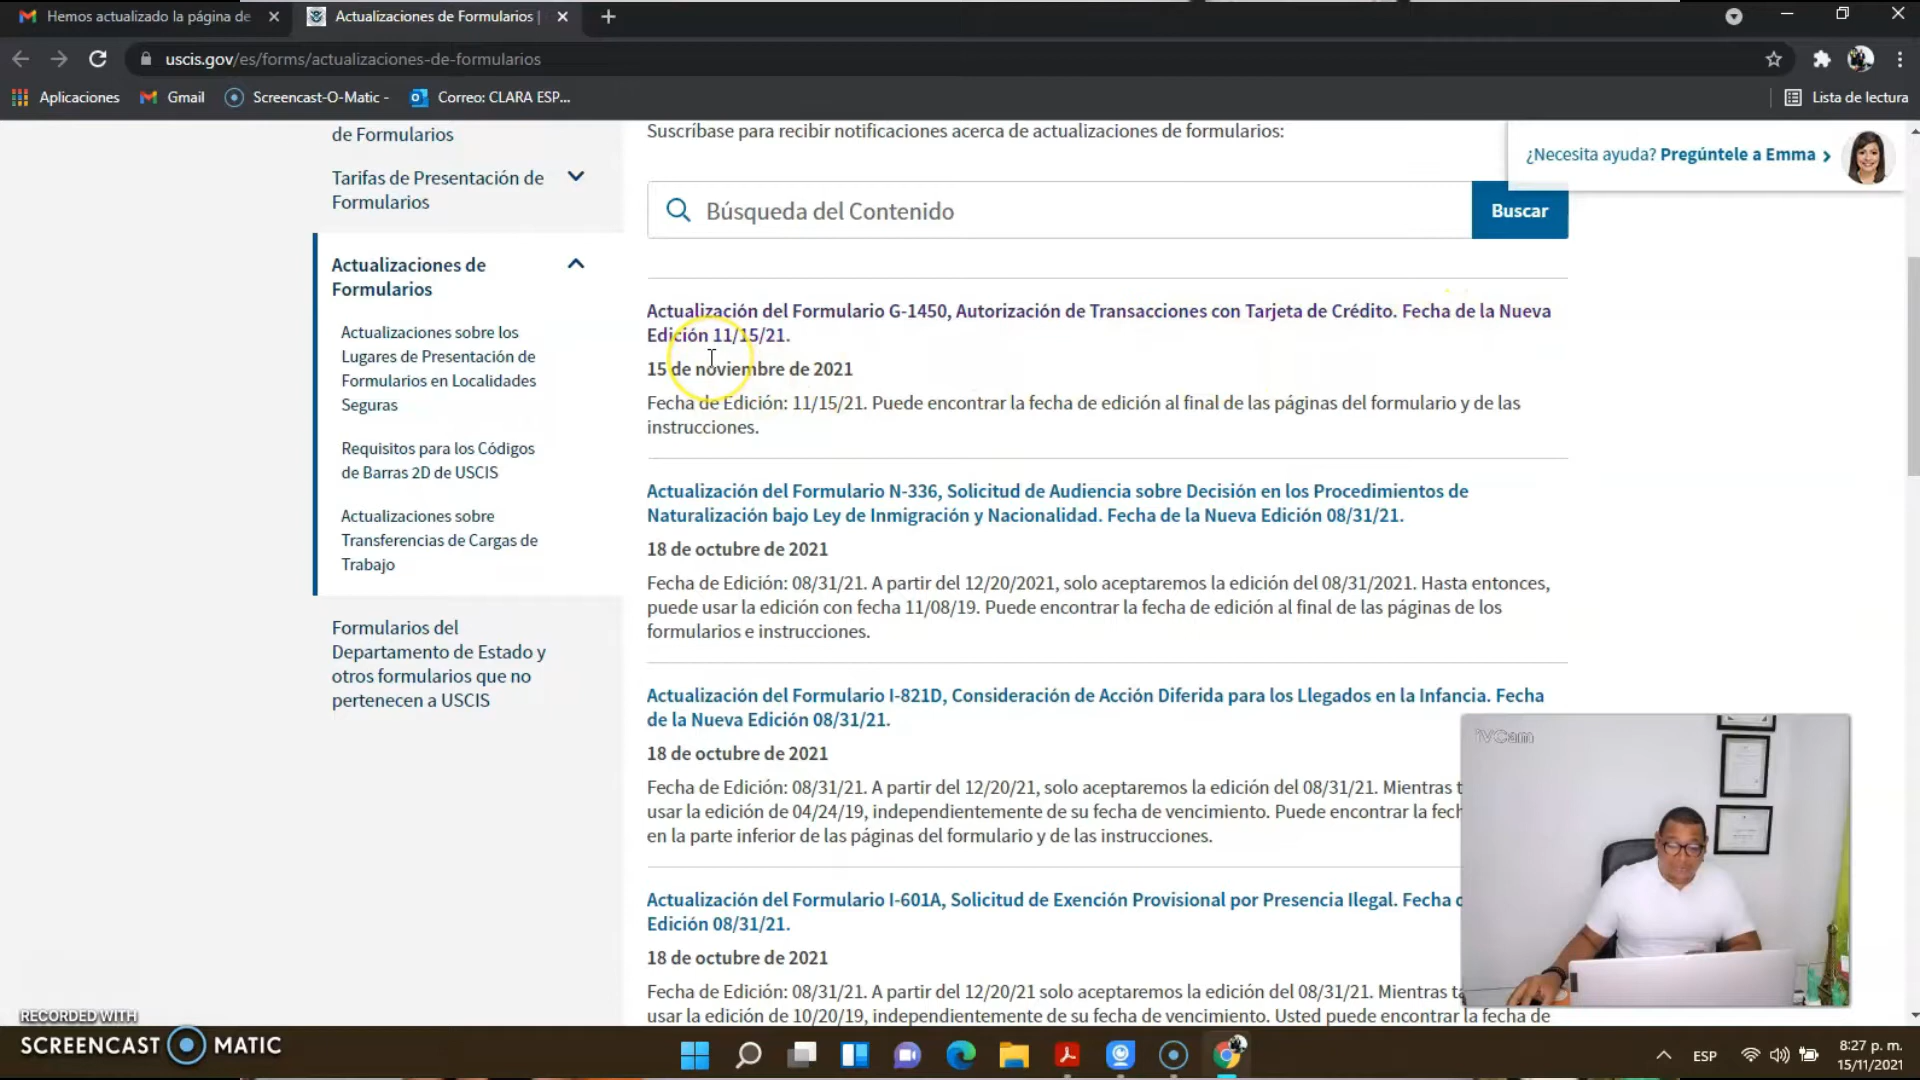 Hemos actualizado la página de
Actualizaciones de Formularios |
uscis.gov/es/forms/actualizaciones-de-formularios
Aplicaciones
Gmail
Screencast-O-Matic -
Correo: CLARA ESP...
Lista de lectura
de Formularios
Tarifas de Presentación de
Formularios
Actualizaciones de
Formularios
Actualizaciones sobre los
Lugares de Presentación de
Formularios en Localidades
Seguras
Requisitos para los Códigos
de Barras 2D de USCIS
Actualizaciones sobre
Transferencias de Cargas de
Trabajo
Formularios del
Departamento de Estado y
otros formularios que no
pertenecen a USCIS
Suscríbase para recibir notificaciones acerca de actualizaciones de formularios:
¿Necesita ayuda? Pregúntele a Emma
Búsqueda del Contenido
Buscar
Actualización del Formulario G-1450, Autorización de Transacciones con Tarjeta de Crédito. Fecha de la Nueva
Edición 11/15/21.
15 de noviembre de 2021
Fecha de Edición: 11/15/21. Puede encontrar la fecha de edición al final de las páginas del formulario y de las
instrucciones.
Actualización del Formulario N-336, Solicitud de Audiencia sobre Decisión en los Procedimientos de
Naturalización bajo Ley de Inmigración y Nacionalidad. Fecha de la Nueva Edición 08/31/21.
18 de octubre de 2021
Fecha de Edición: 08/31/21. A partir del 12/20/2021, solo aceptaremos la edición del 08/31/2021. Hasta entonces,
puede usar la edición con fecha 11/08/19. Puede encontrar la fecha de edición al final de las páginas de los
formularios e instrucciones.
Actualización del Formulario I-821D, Consideración de Acción Diferida para los Llegados en la Infancia. Fecha
de la Nueva Edición 08/31/21.
18 de octubre de 2021
Fecha de Edición: 08/31/21. A partir del 12/20/21, solo aceptaremos la edición del 08/31/21. Mientras t
usar la edición de 04/24/19, independientemente de su fecha de vencimiento. Puede encontrar la fech
en la parte inferior de las páginas del formulario y de las instrucciones.
Actualización del Formulario I-601A, Solicitud de Exención Provisional por Presencia Ilegal. Fecha d
Edición 08/31/21.
18 de octubre de 2021
Fecha de Edición: 08/31/21. A partir del 12/20/21 solo aceptaremos la edición del 08/31/21. Mientras ta
usar la edición de 10/20/19, independientemente de su fecha de vencimiento. Usted puede encontrar la fecha de
iVCam
RECORDED WITH
SCREENCAST MATIC
ESP
8:27 p. m.
15/11/2021